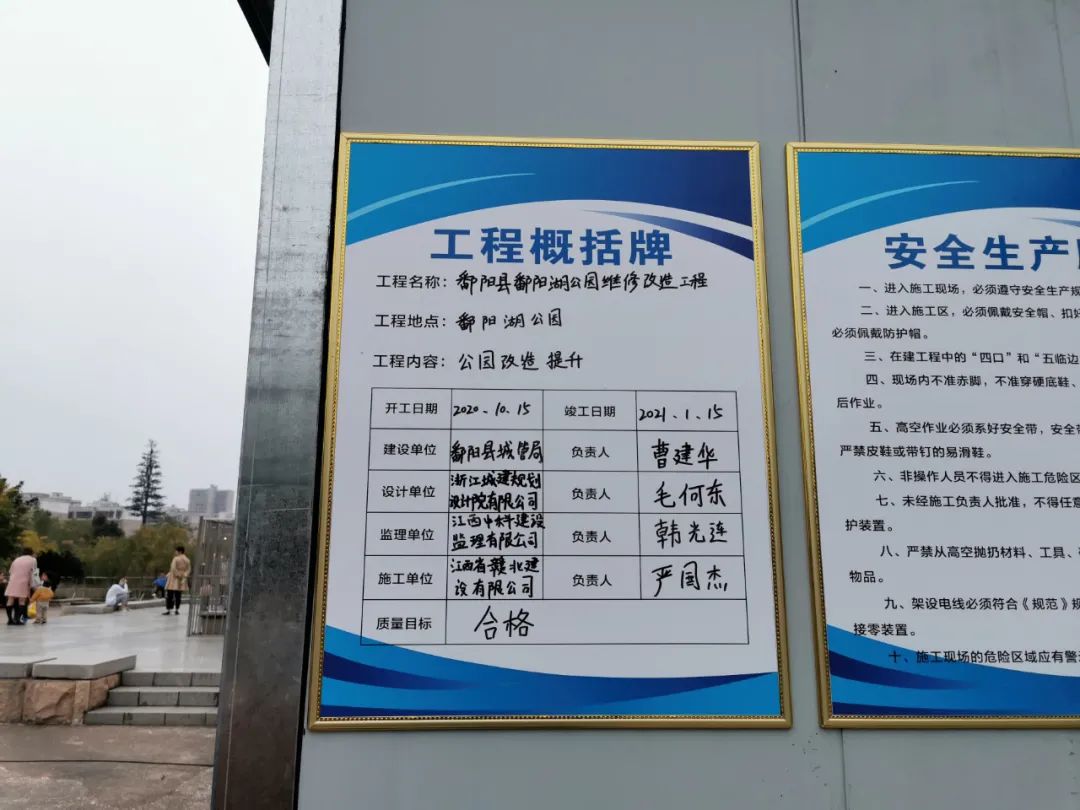 工程概括牌
工程名称：鄱阳县鄱阳湖公园维修改造工程
工程地点：鄱阳湖公园
工程内容：公园改造提升
开工日期 2020.10.15 竣工日期 2021.1.15
建设单位 鄱阳县城管局 负责人 曹建华
设计单位 浙江城建规划设计院有限公司 负责人 毛何东
监理单位 江西中科建设监理有限公司 负责人 韩光连
施工单位 江西省赣北建设有限公司 负责人 严国杰
质量目标 合格
安全生产
一、进入施工现场，必须遵守安全生产规
二、进入施工区，必须佩戴安全帽、扣好
必须佩戴防护帽。
三、在建工程中的“四口”和“五临边
四、现场内不准赤脚，不准穿硬底鞋、
后作业。
五、高空作业必须系好安全带，安全带
严禁皮鞋或带钉的易滑鞋。
六、非操作人员不得进入施工危险区
七、未经施工负责人批准，不得任意
护装置。
八、严禁从高空抛扔材料、工具、
物品。
九、架设电线必须符合《规范》规
接零装置。
十、施工现场的危险区域应有警